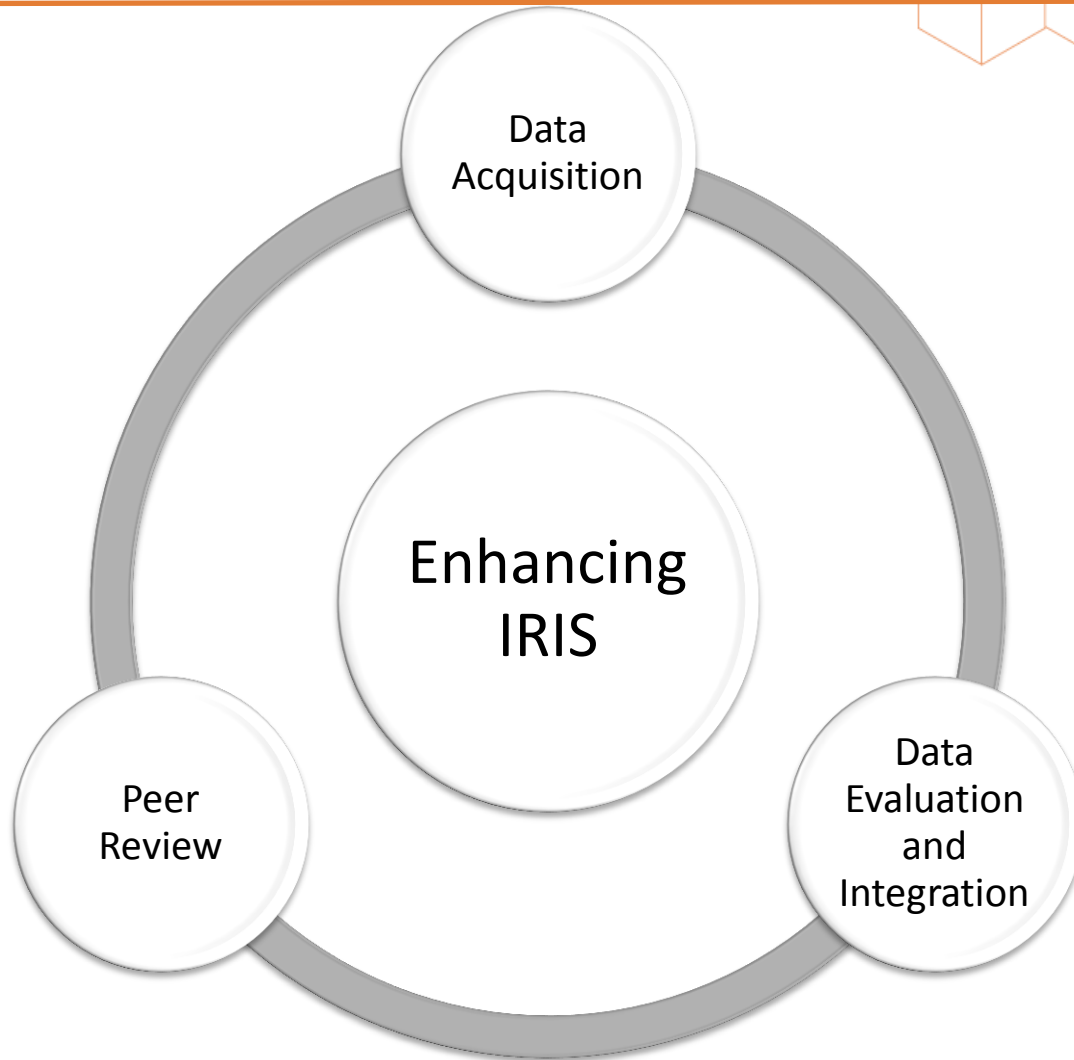 Data
Acquisition
Enhancing
IRIS
Peer
Review
Data
Evaluation
and
Integration